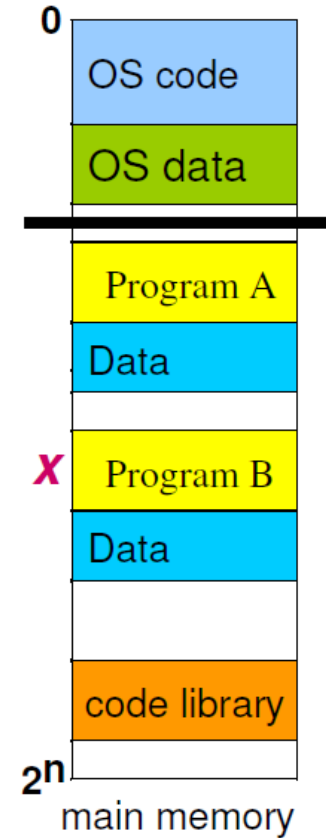 0
OS code
OS data
Program A
Data
x Program B
Data
code library
2n
main memory